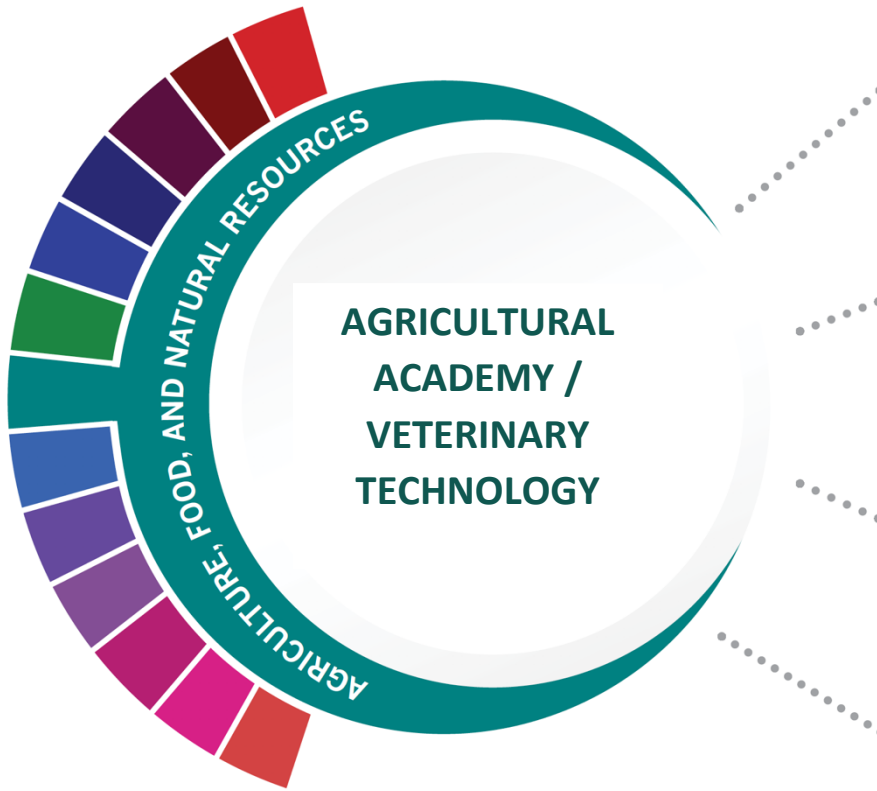 AGRICULTURE, FOOD, AND NATURAL RESOURCES
AGRICULTURAL
ACADEMY /
VETERINARY
TECHNOLOGY